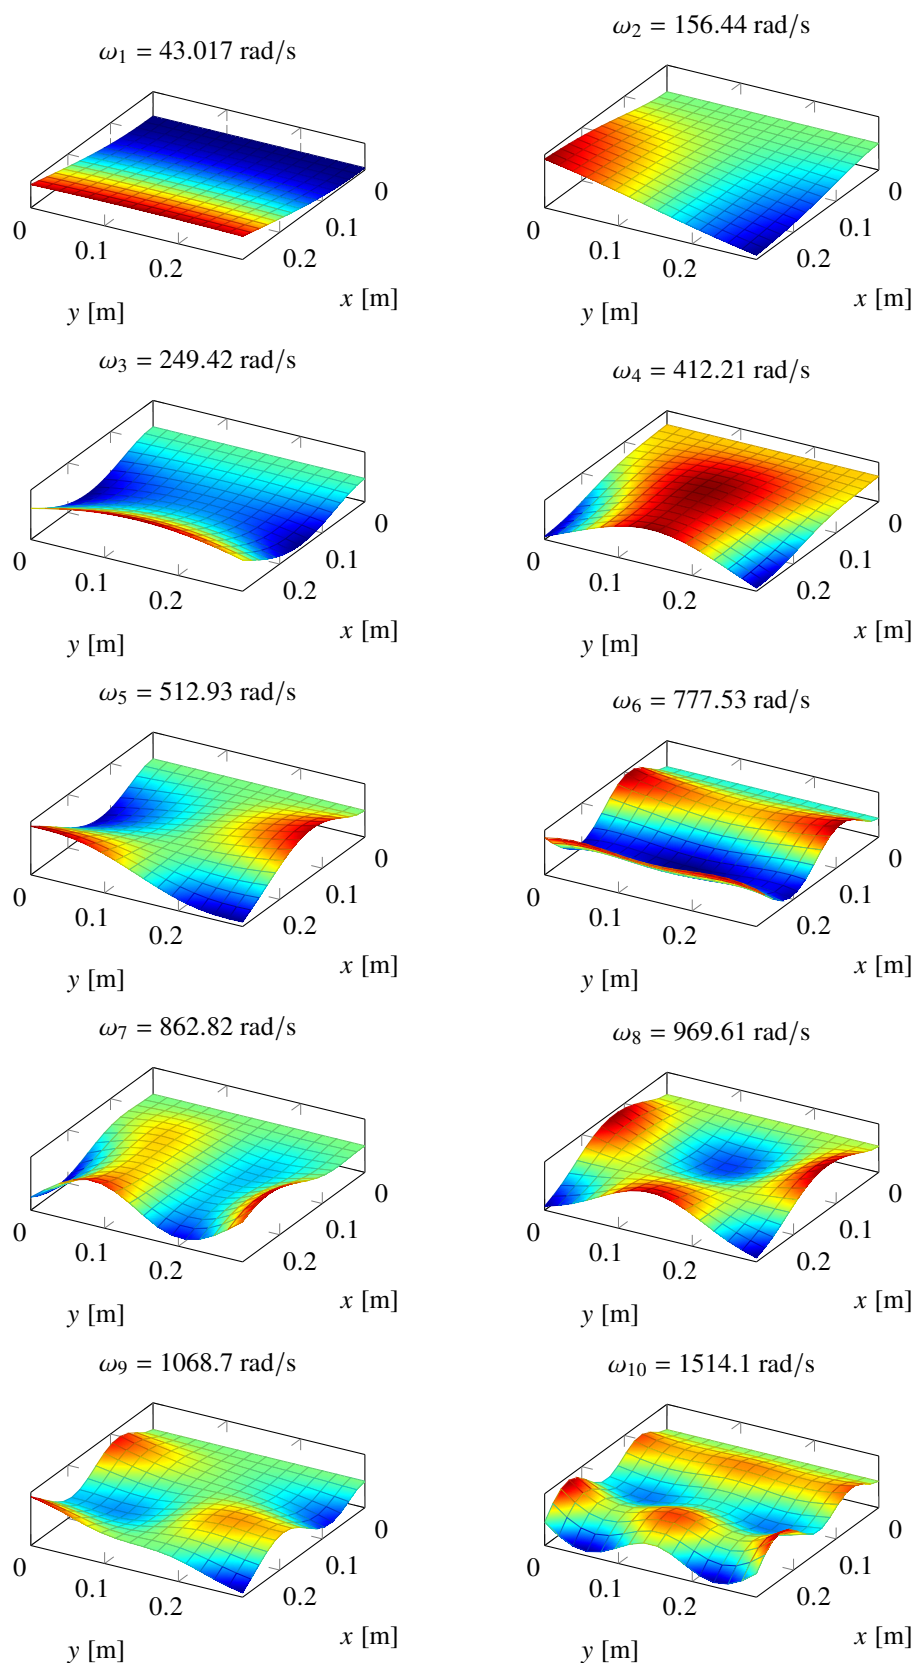 ω₁ = 43.017 rad/s
0
0.1
0.2
y [m]
0
0.1
0.2
x [m]
ω₂ = 156.44 rad/s
0
0.1
0.2
y [m]
0
0.1
0.2
x [m]
ω₃ = 249.42 rad/s
0
0.1
0.2
y [m]
0
0.1
0.2
x [m]
ω₄ = 412.21 rad/s
0
0.1
0.2
y [m]
0
0.1
0.2
x [m]
ω₅ = 512.93 rad/s
0
0.1
0.2
y [m]
0
0.1
0.2
x [m]
ω₆ = 777.53 rad/s
0
0.1
0.2
y [m]
0
0.1
0.2
x [m]
ω₇ = 862.82 rad/s
0
0.1
0.2
y [m]
0
0.1
0.2
x [m]
ω₈ = 969.61 rad/s
0
0.1
0.2
y [m]
0
0.1
0.2
x [m]
ω₉ = 1068.7 rad/s
0
0.1
0.2
y [m]
0
0.1
0.2
x [m]
ω₁₀ = 1514.1 rad/s
0
0.1
0.2
y [m]
0
0.1
0.2
x [m]